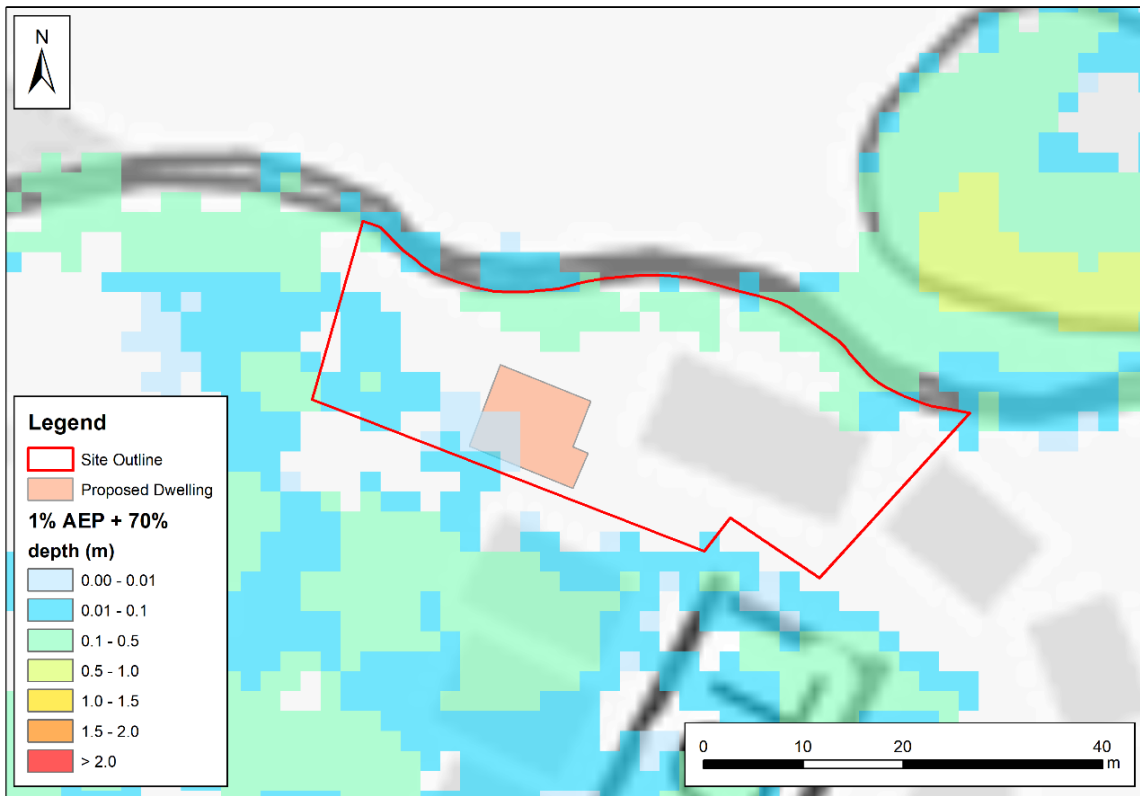 N
Legend
Site Outline
Proposed Dwelling
1% AEP + 70%
depth (m)
0.00 - 0.01
0.01 - 0.1
0.1 - 0.5
0.5 - 1.0
1.0 - 1.5
1.5 - 2.0
> 2.0
0 10 20 40
m